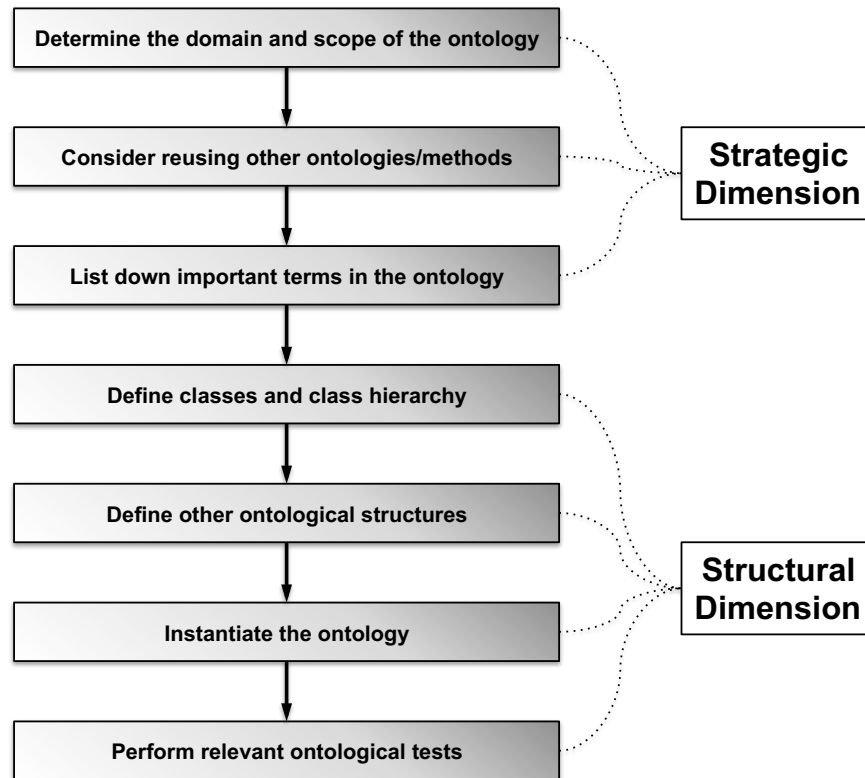 Determine the domain and scope of the ontology
Consider reusing other ontologies/methods
Strategic
Dimension
List down important terms in the ontology
Define classes and class hierarchy
Define other ontological structures
Structural
Dimension
Instantiate the ontology
Perform relevant ontological tests